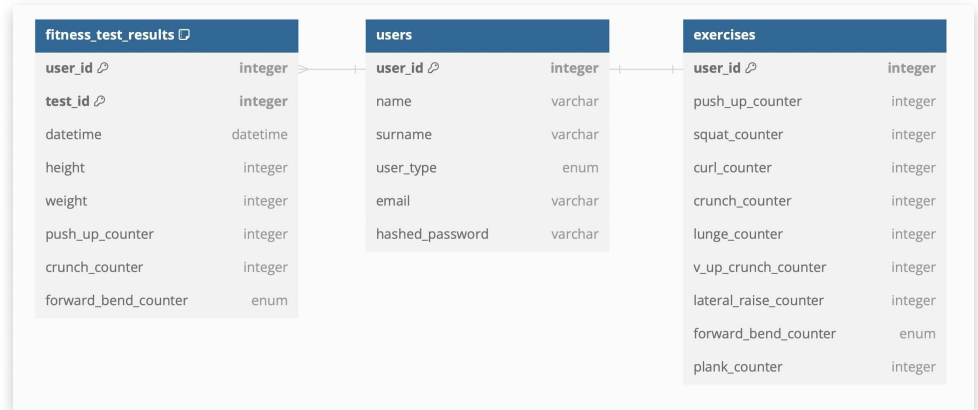 fitness_test_results
user_id integer
test_id integer
datetime datetime
height integer
weight integer
push_up_counter integer
crunch_counter integer
forward_bend_counter enum
users
user_id integer
name varchar
surname varchar
user_type enum
email varchar
hashed_password varchar
exercises
user_id integer
push_up_counter integer
squat_counter integer
curl_counter integer
crunch_counter integer
lunge_counter integer
v_up_crunch_counter integer
lateral_raise_counter integer
forward_bend_counter enum
plank_counter integer